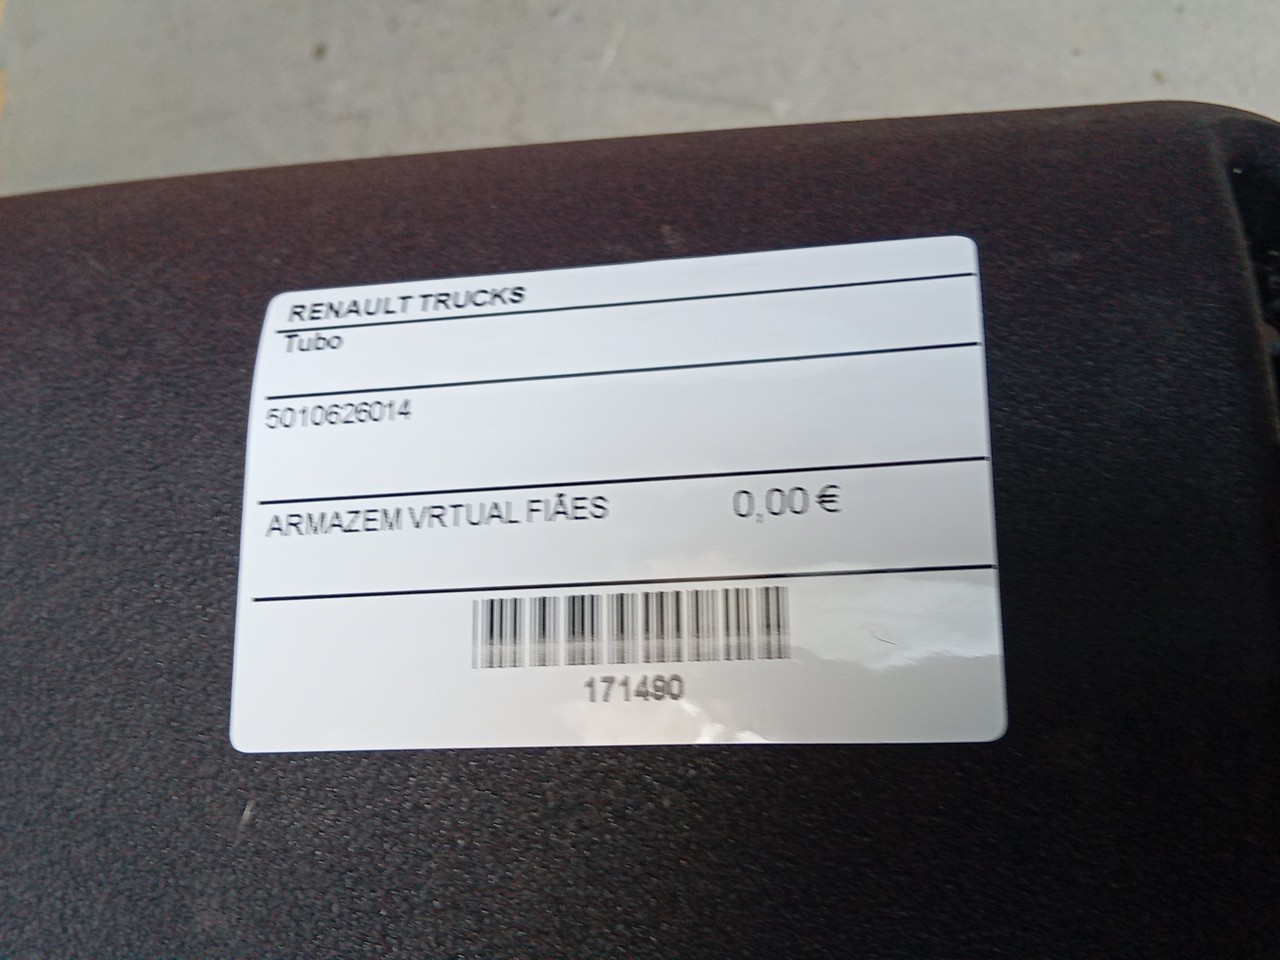 RENAULT TRUCKS
Tubo
5010626014
ARMAZEM VRTUAL FIÃES 0,00 €
171490